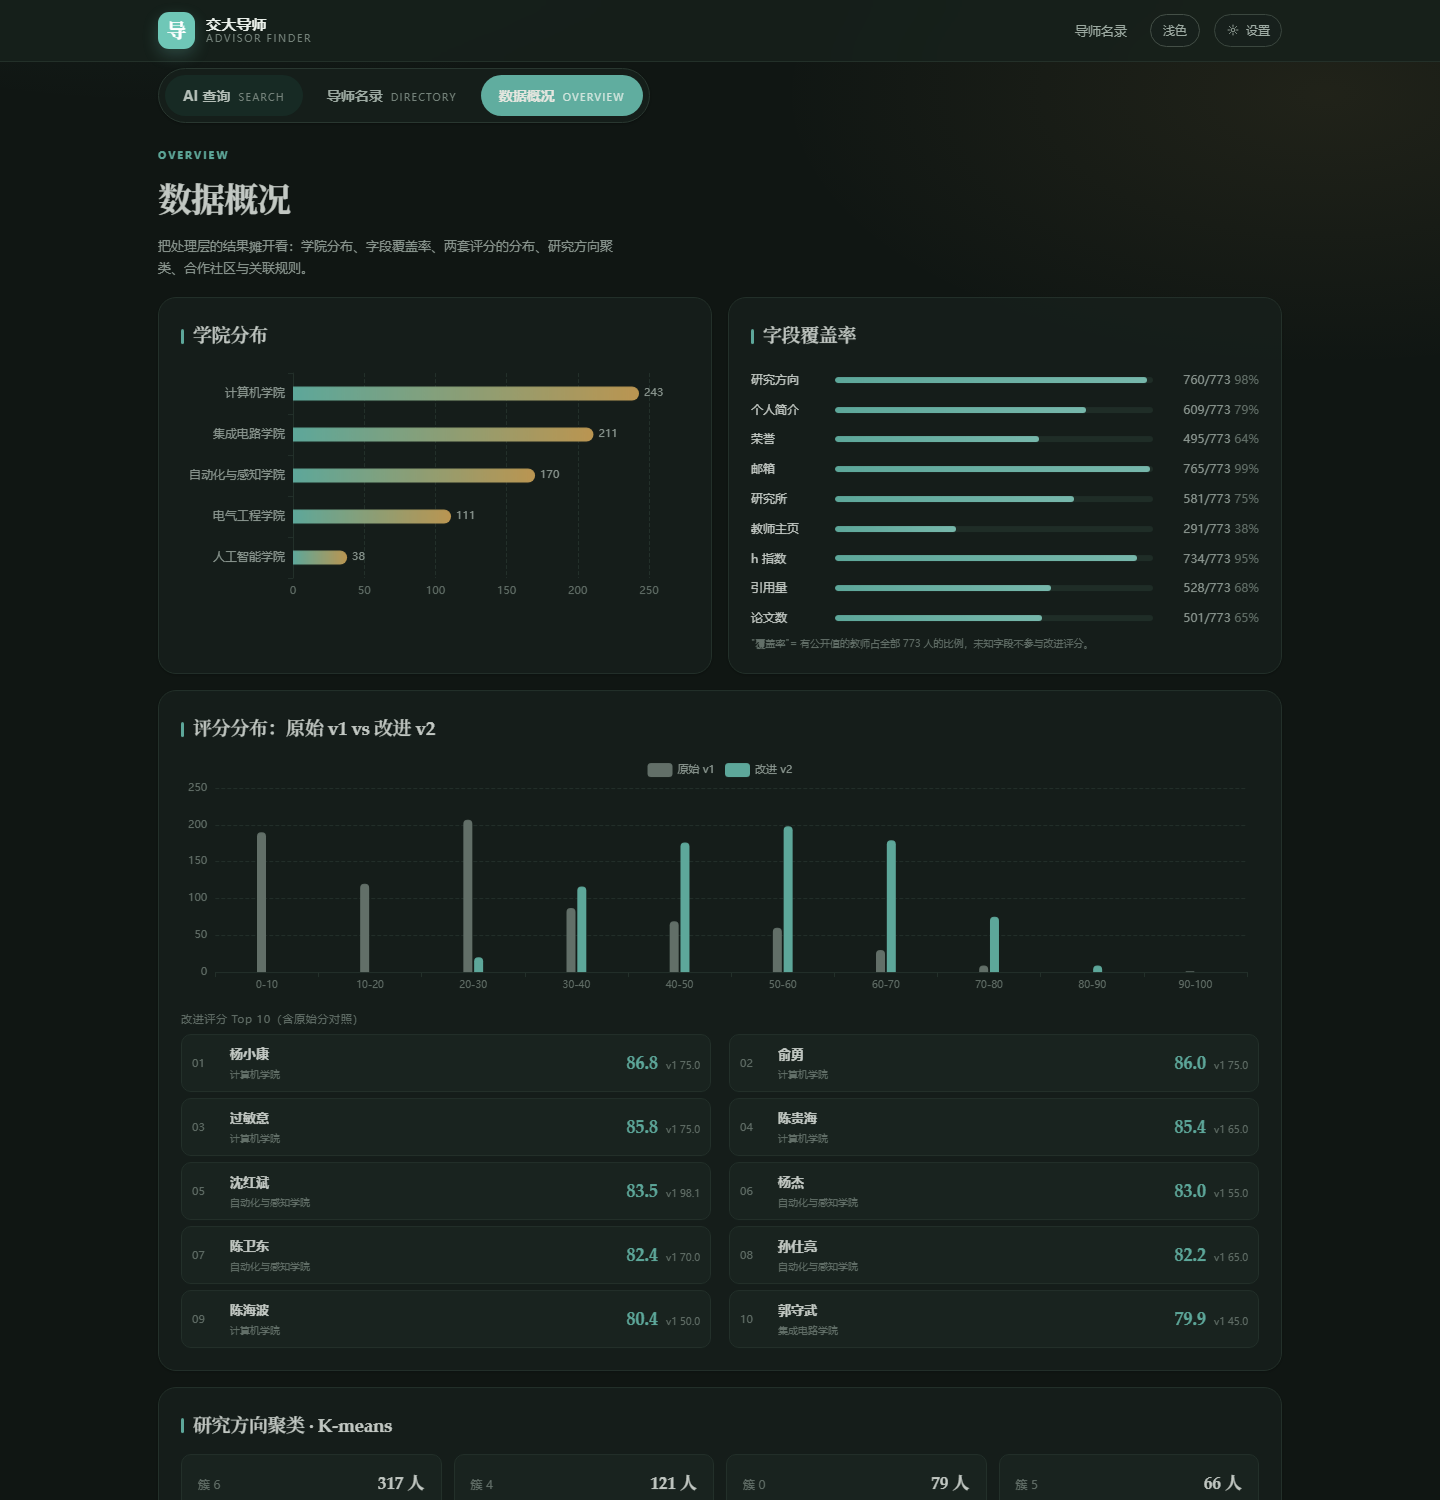 导
交大导师
ADVISOR FINDER
导师名录
浅色
设置
AI 查询 SEARCH
导师名录 DIRECTORY
数据概况 OVERVIEW
OVERVIEW
数据概况
把处理层的结果摊开看：学院分布、字段覆盖率、两套评分的分布、研究方向聚
类、合作社区与关联规则。
学院分布
计算机学院 243
集成电路学院 211
自动化与感知学院 170
电气工程学院 111
人工智能学院 38
0 50 100 150 200 250
字段覆盖率
研究方向 760/773 98%
个人简介 609/773 79%
荣誉 495/773 64%
邮箱 765/773 99%
研究所 581/773 75%
教师主页 291/773 38%
h 指数 734/773 95%
引用量 528/773 68%
论文数 501/773 65%
"覆盖率"= 有公开值的教师占全部 773 人的比例，未知字段不参与改进评分。
评分分布：原始 v1 vs 改进 v2
原始 v1 改进 v2
250
200
150
100
50
0
0-10 10-20 20-30 30-40 40-50 50-60 60-70 70-80 80-90 90-100
改进评分 Top 10（含原始分对照）
01 杨小康 计算机学院 86.8 v1 75.0
02 俞勇 计算机学院 86.0 v1 75.0
03 过敏意 计算机学院 85.8 v1 75.0
04 陈贵海 计算机学院 85.4 v1 65.0
05 沈红斌 自动化与感知学院 83.5 v1 98.1
06 杨杰 自动化与感知学院 83.0 v1 55.0
07 陈卫东 自动化与感知学院 82.4 v1 70.0
08 孙仕亮 自动化与感知学院 82.2 v1 65.0
09 陈海波 计算机学院 80.4 v1 50.0
10 郭守武 集成电路学院 79.9 v1 45.0
研究方向聚类 · K-means
簇 6 317 人
簇 4 121 人
簇 0 79 人
簇 5 66 人